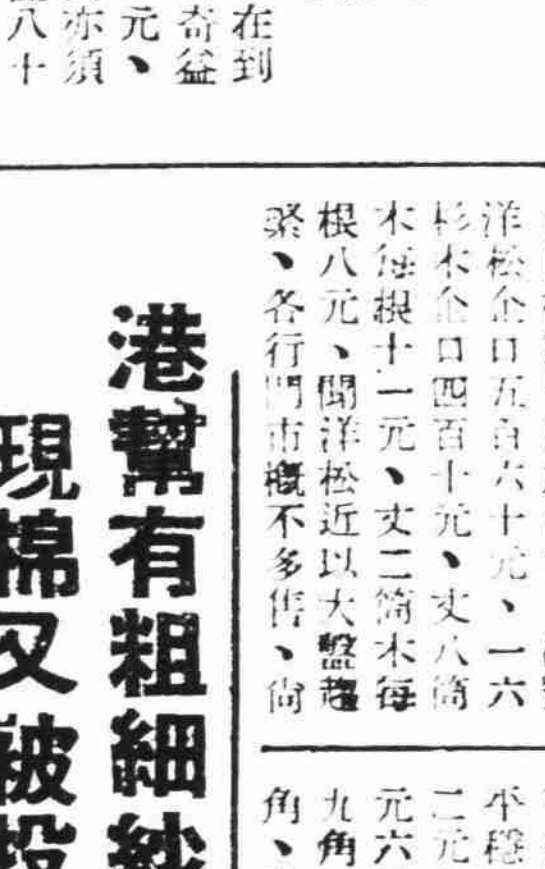 在到
奇益
元、
亦須
八十
洋松企口五百六十元、一六
杉木企口四百十元、丈八筒
木每根十一元、丈二筒木每
根八元、聞洋松近以大盤趨
緊、各行門市概不多售、尚
港幫有粗細紗
現棉又被投
平穩
二元
元六
九角
角、